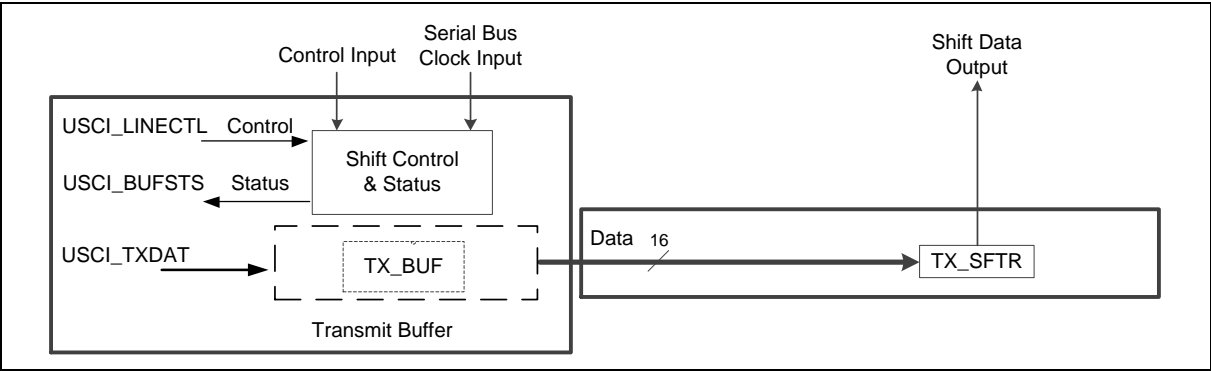 Control Input
Serial Bus
Clock Input
Shift Data
Output
USCI_LINECTL Control
USCI_BUFSTS Status
Shift Control
& Status
USCI_TXDAT
TX_BUF
Transmit Buffer
Data 16
TX_SFTR